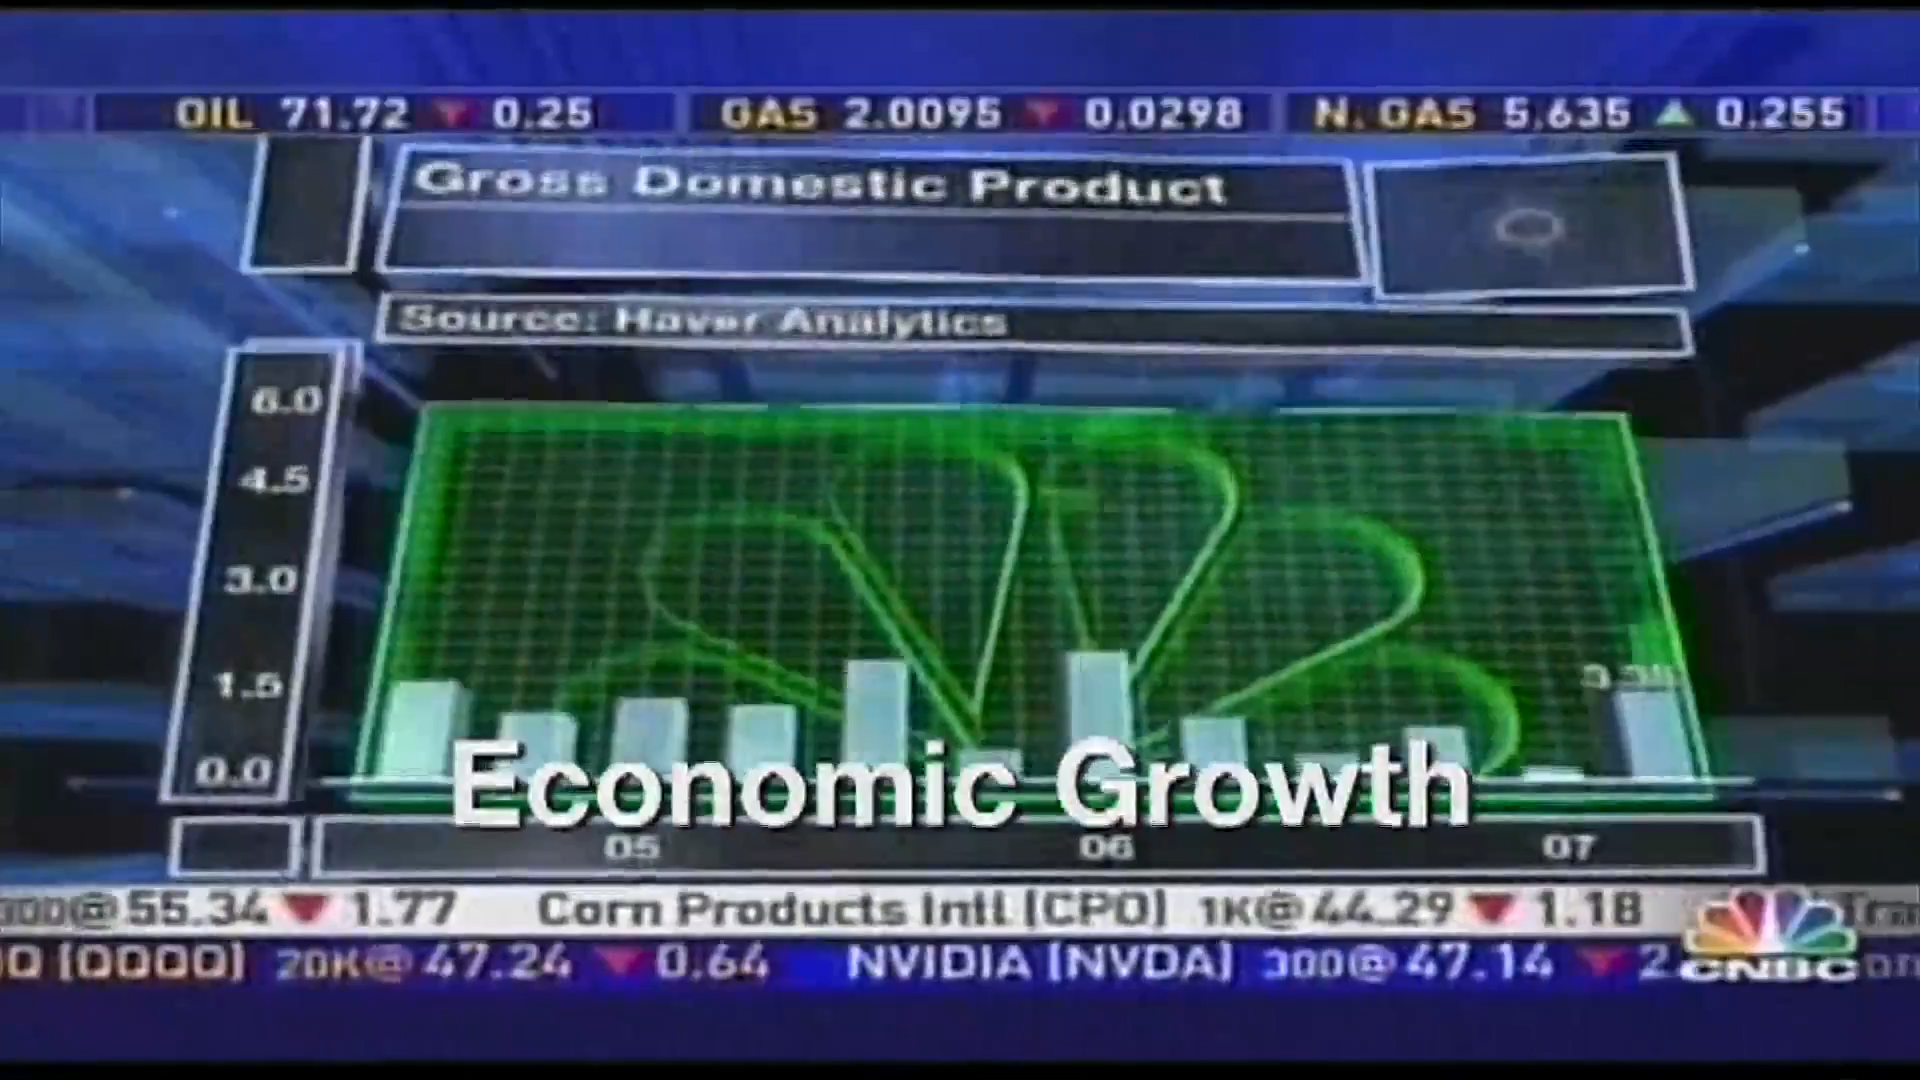 OIL 71.72 ▼ 0.25 GAS 2.0095 ▼ 0.0298 N. GAS 5.635 ▲ 0.255
Gross Domestic Product
Source: Haver Analytics
6.0
4.5
3.0
1.5
0.0
Economic Growth
05 06 07
@55.34 ▼ 1.77 Corn Products Intl (CPO) 1K@44.29 ▼ 1.18
(QQQQ) 20K@47.24 ▼ 0.64 NVIDIA (NVDA) 300@47.14 ▼ 2.
CNBC